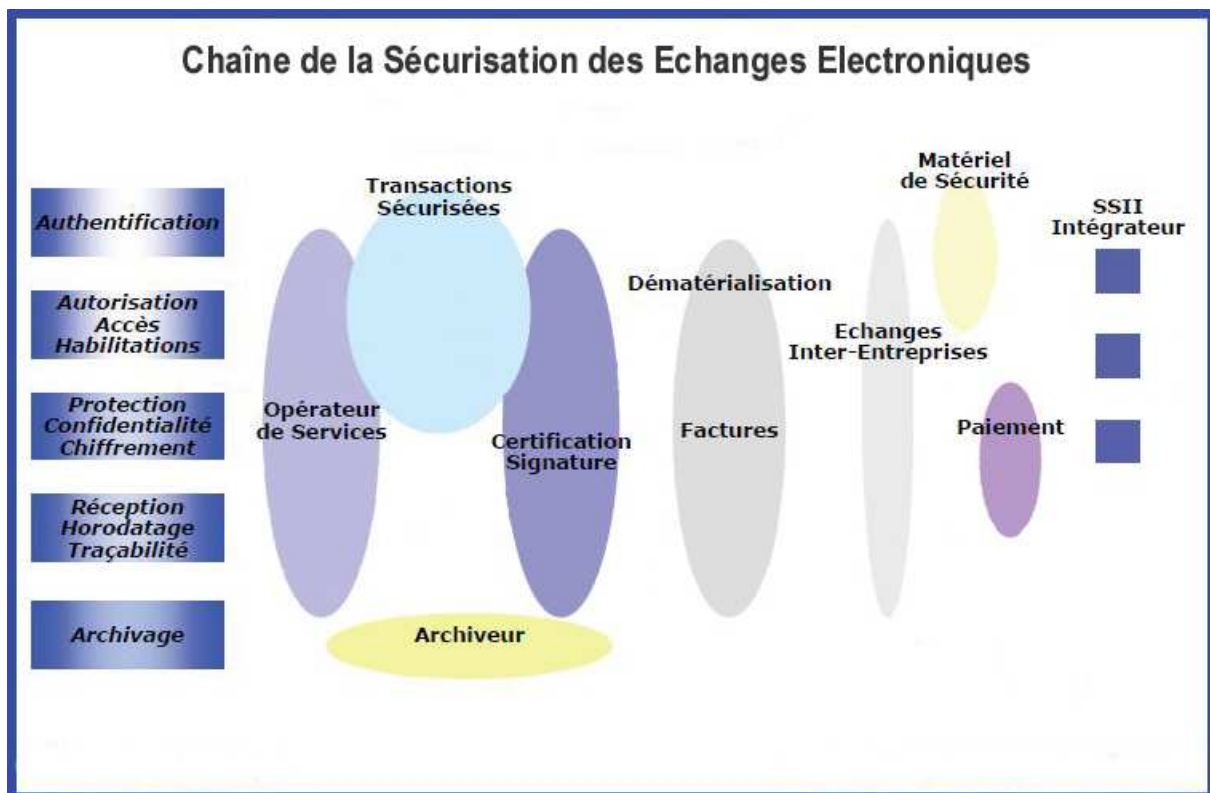 Chaîne de la Sécurisation des Echanges Electroniques
Authentification
Autorisation
Accès
Habilitations
Protection
Confidentialité
Chiffrement
Réception
Horodatage
Traçabilité
Archivage
Transactions
Sécurisées
Opérateur
de Services
Certification
Signature
Archiveur
Dématérialisation
Factures
Echanges
Inter-Entreprises
Matériel
de Sécurité
Paiement
SSII
Intégrateur